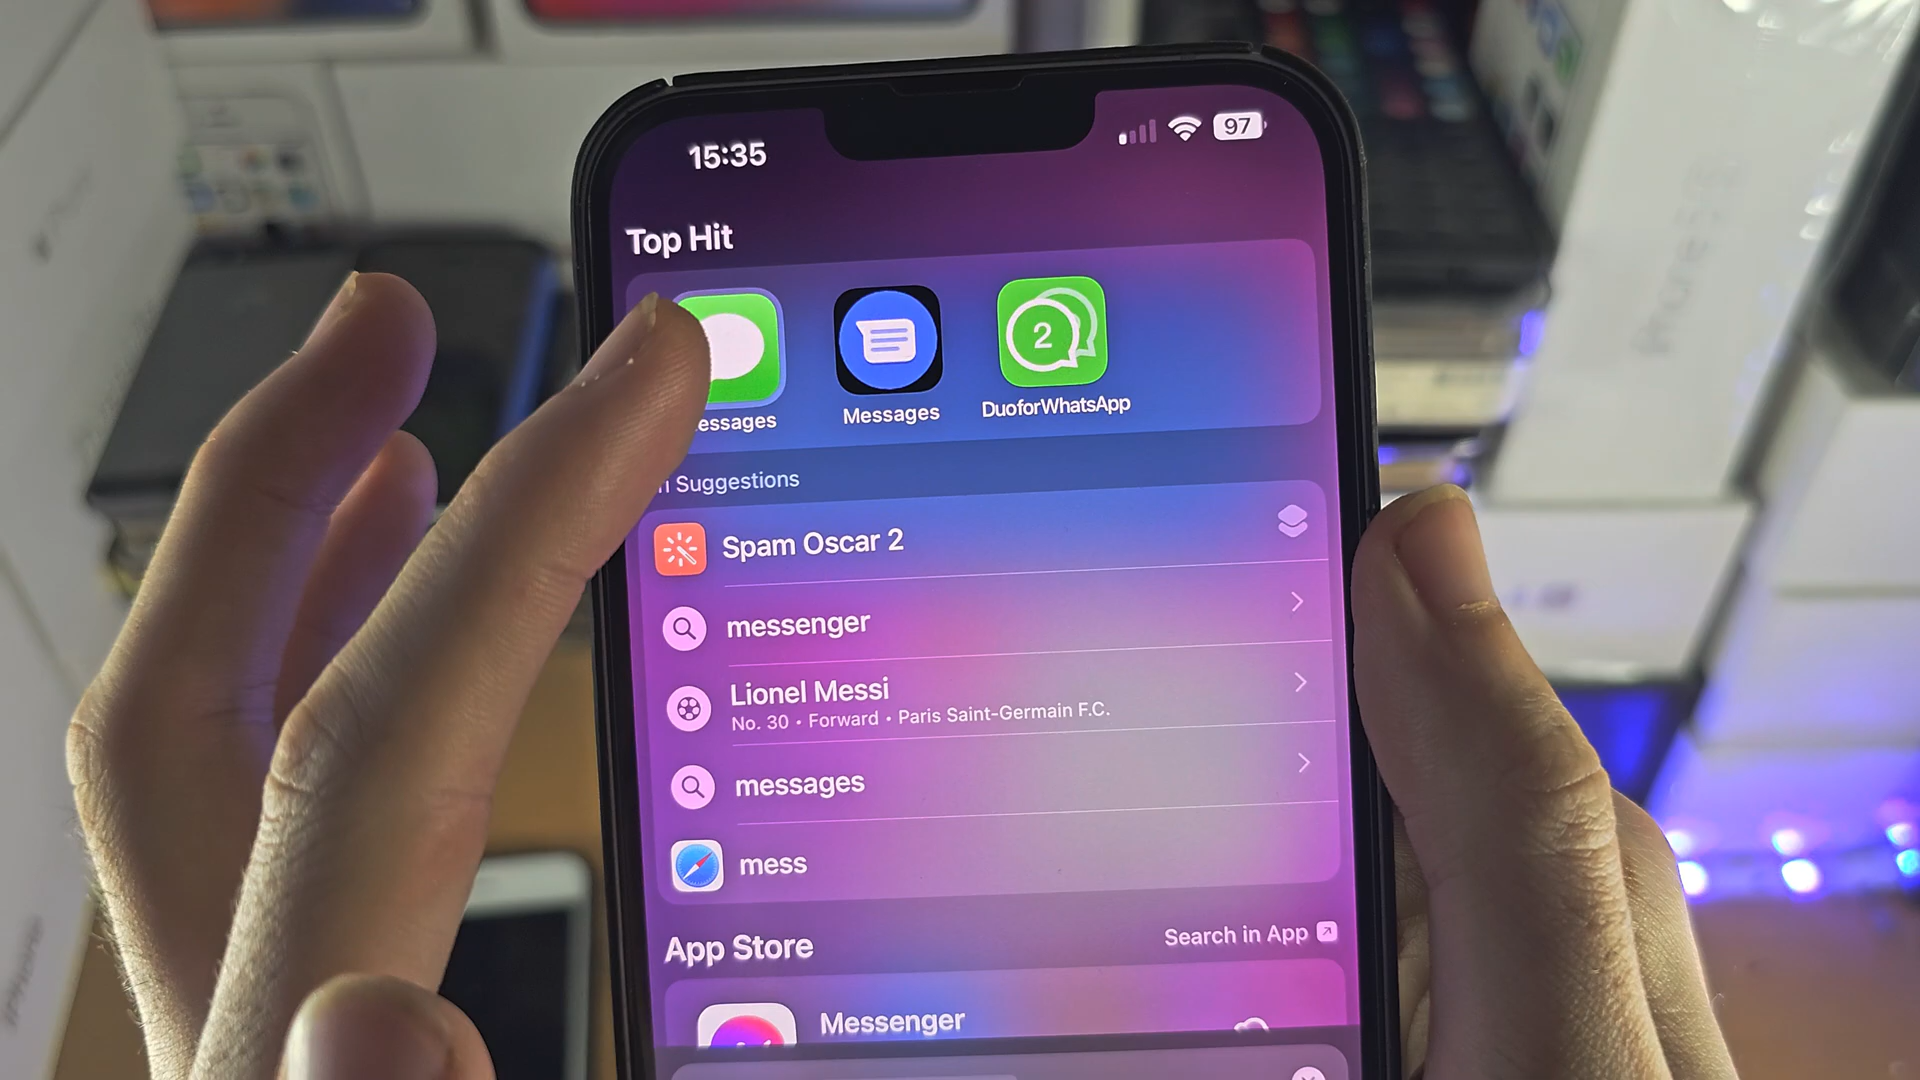 15:35
97
Top Hit
2
essages
Messages
DuoforWhatsApp
Suggestions
Spam Oscar 2
messenger
Lionel Messi
No. 30 • Forward • Paris Saint-Germain F.C.
messages
mess
App Store
Search in App
Messenger